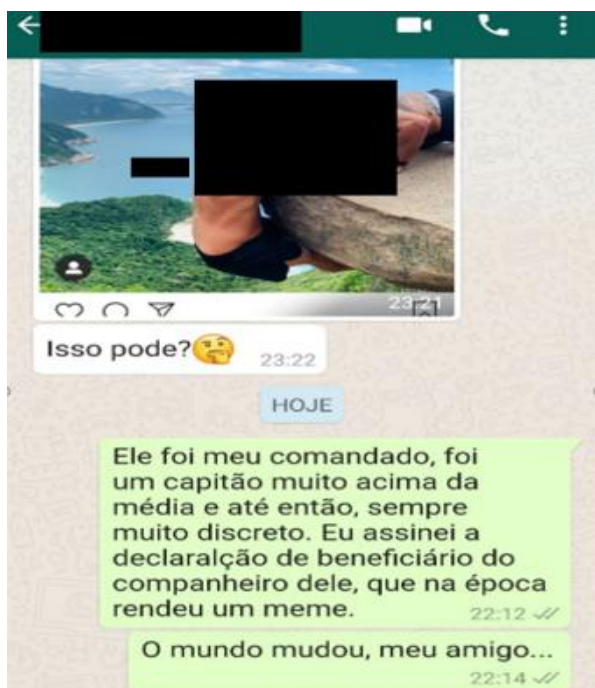 23:21
Isso pode?🤔 23:22
HOJE
Ele foi meu comandado, foi
um capitão muito acima da
média e até então, sempre
muito discreto. Eu assinei a
declaralção de beneficiário do
companheiro dele, que na época
rendeu um meme. 22:12
O mundo mudou, meu amigo...
22:14